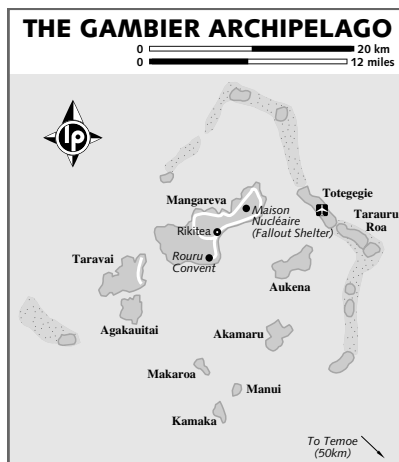 THE GAMBIER ARCHIPELAGO
0 20 km
0 12 miles
lp
Totegegie
Mangareva
Maison
Nucléaire
(Fallout Shelter)
Tarauru
Roa
Rikitea
Rouru
Convent
Taravai
Aukena
Agakauitai
Akamaru
Makaroa
Manui
Kamaka
To Temoe
(50km)